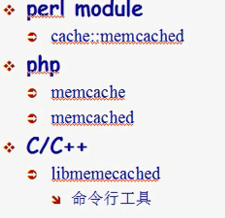 perl module
cache::memcached
php
memcache
memcached
C/C++
libmemecached
命令行工具